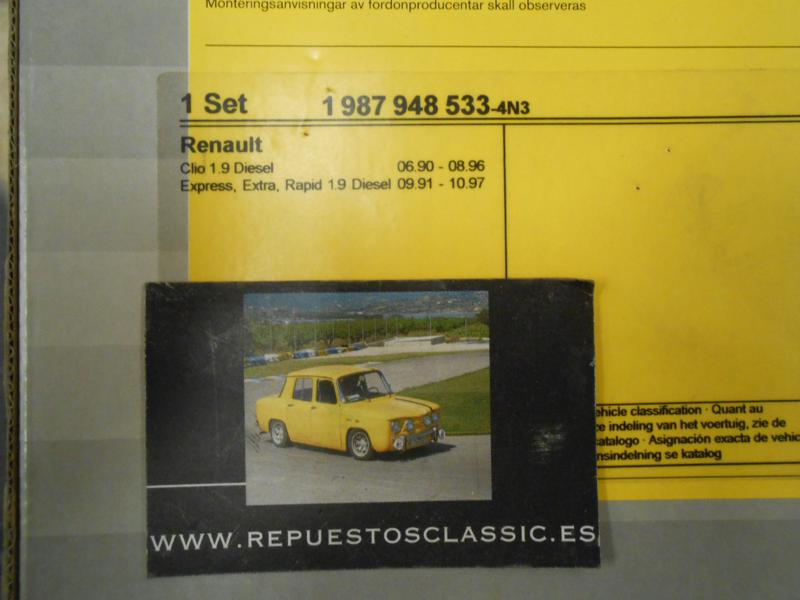 Monteringsanvisningar av fordonproducentar skall observeras
1 Set 1 987 948 533-4N3
Renault
Clio 1.9 Diesel 06.90 - 08.96
Express, Extra, Rapid 1.9 Diesel 09.91 - 10.97
ehicle classification · Quant au
ze indeling van het voertuig, zie de
catalogo · Asignación exacta de vehic
nsindelning se katalog
WWW.REPUESTOSCLASSIC.ES